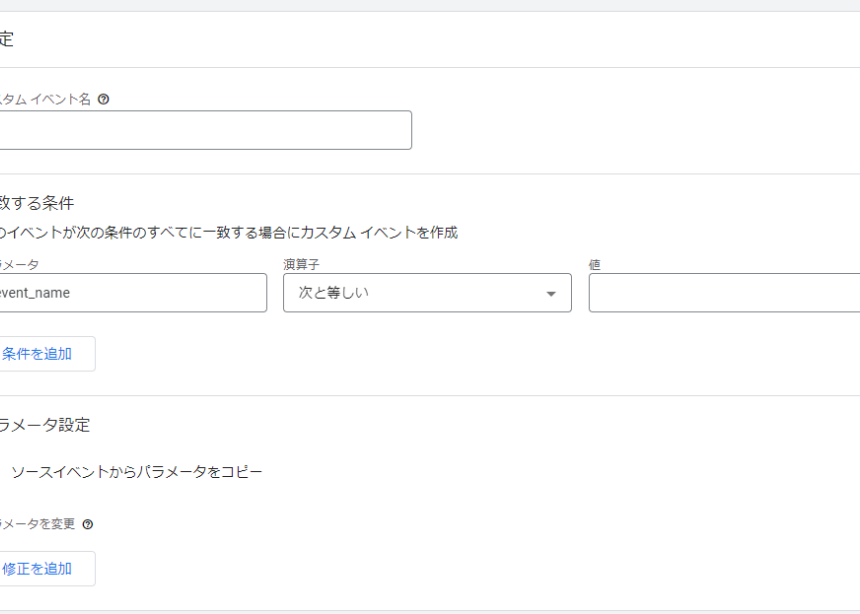 定
スタム イベント名
致する条件
のイベントが次の条件のすべてに一致する場合にカスタム イベントを作成
ラメータ
演算子
値
event_name
次と等しい
条件を追加
ラメータ設定
ソースイベントからパラメータをコピー
ラメータを変更
修正を追加